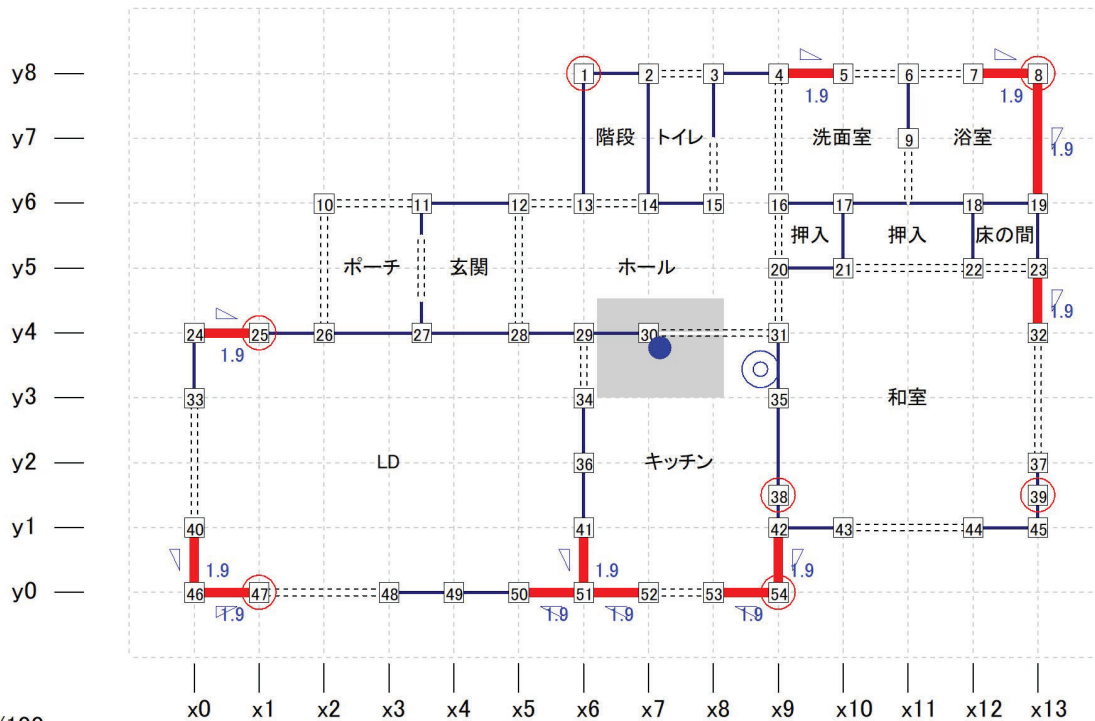 y8 1 2 3 4 5 6 7 8
1.9 1.9
y7 階段 トイレ 洗面室 9 浴室 1.9
y6 10 11 12 13 14 15 16 17 18 19
押入 押入 床の間
y5 ポーチ 玄関 ホール 20 21 22 23
1.9
y4 24 25 26 27 28 29 30 31 32
1.9
y3 33 34 35 和室
y2 LD 36 キッチン 37
38 39
y1 40 41 42 43 44 45
1.9 1.9 1.9
y0 46 47 48 49 50 51 52 53 54
1.9 1.9 1.9 1.9
x0 x1 x2 x3 x4 x5 x6 x7 x8 x9 x10 x11 x12 x13